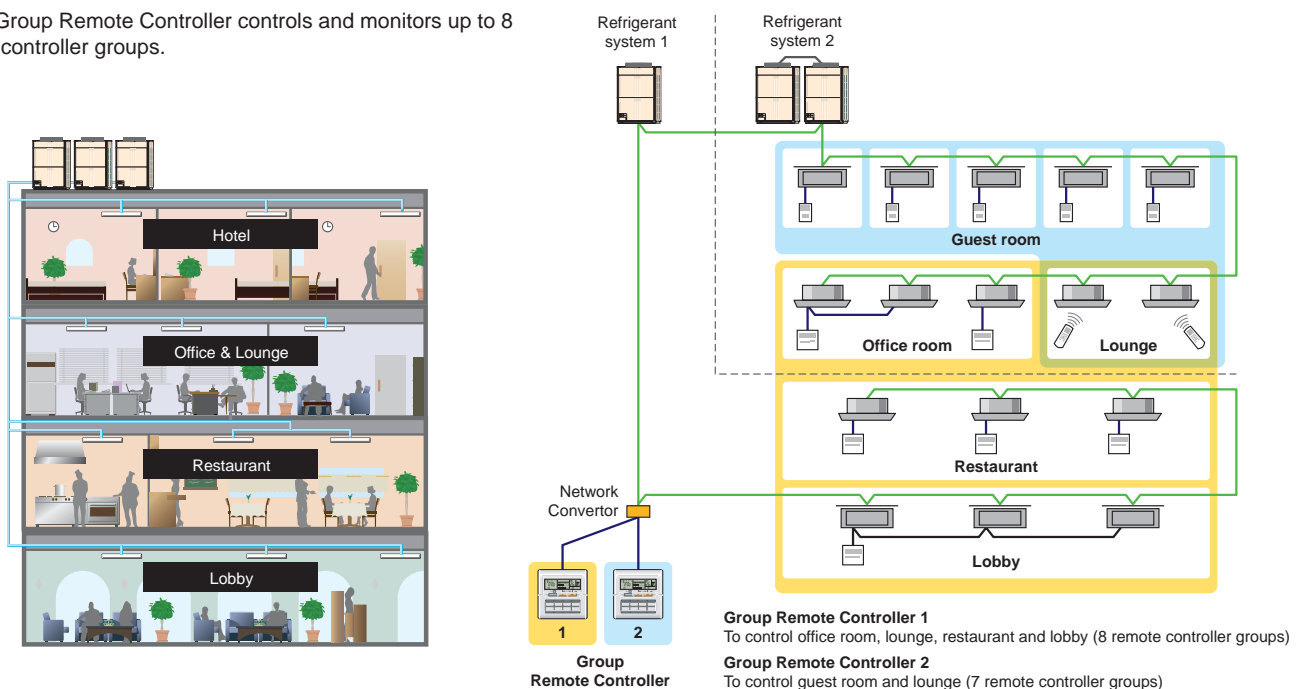 Group Remote Controller controls and monitors up to 8
controller groups.
Hotel
Office & Lounge
Restaurant
Lobby
Refrigerant
system 1
Refrigerant
system 2
Guest room
Office room
Lounge
Restaurant
Lobby
Network
Convertor
1
2
Group
Remote Controller
Group Remote Controller 1
To control office room, lounge, restaurant and lobby (8 remote controller groups)
Group Remote Controller 2
To control guest room and lounge (7 remote controller groups)